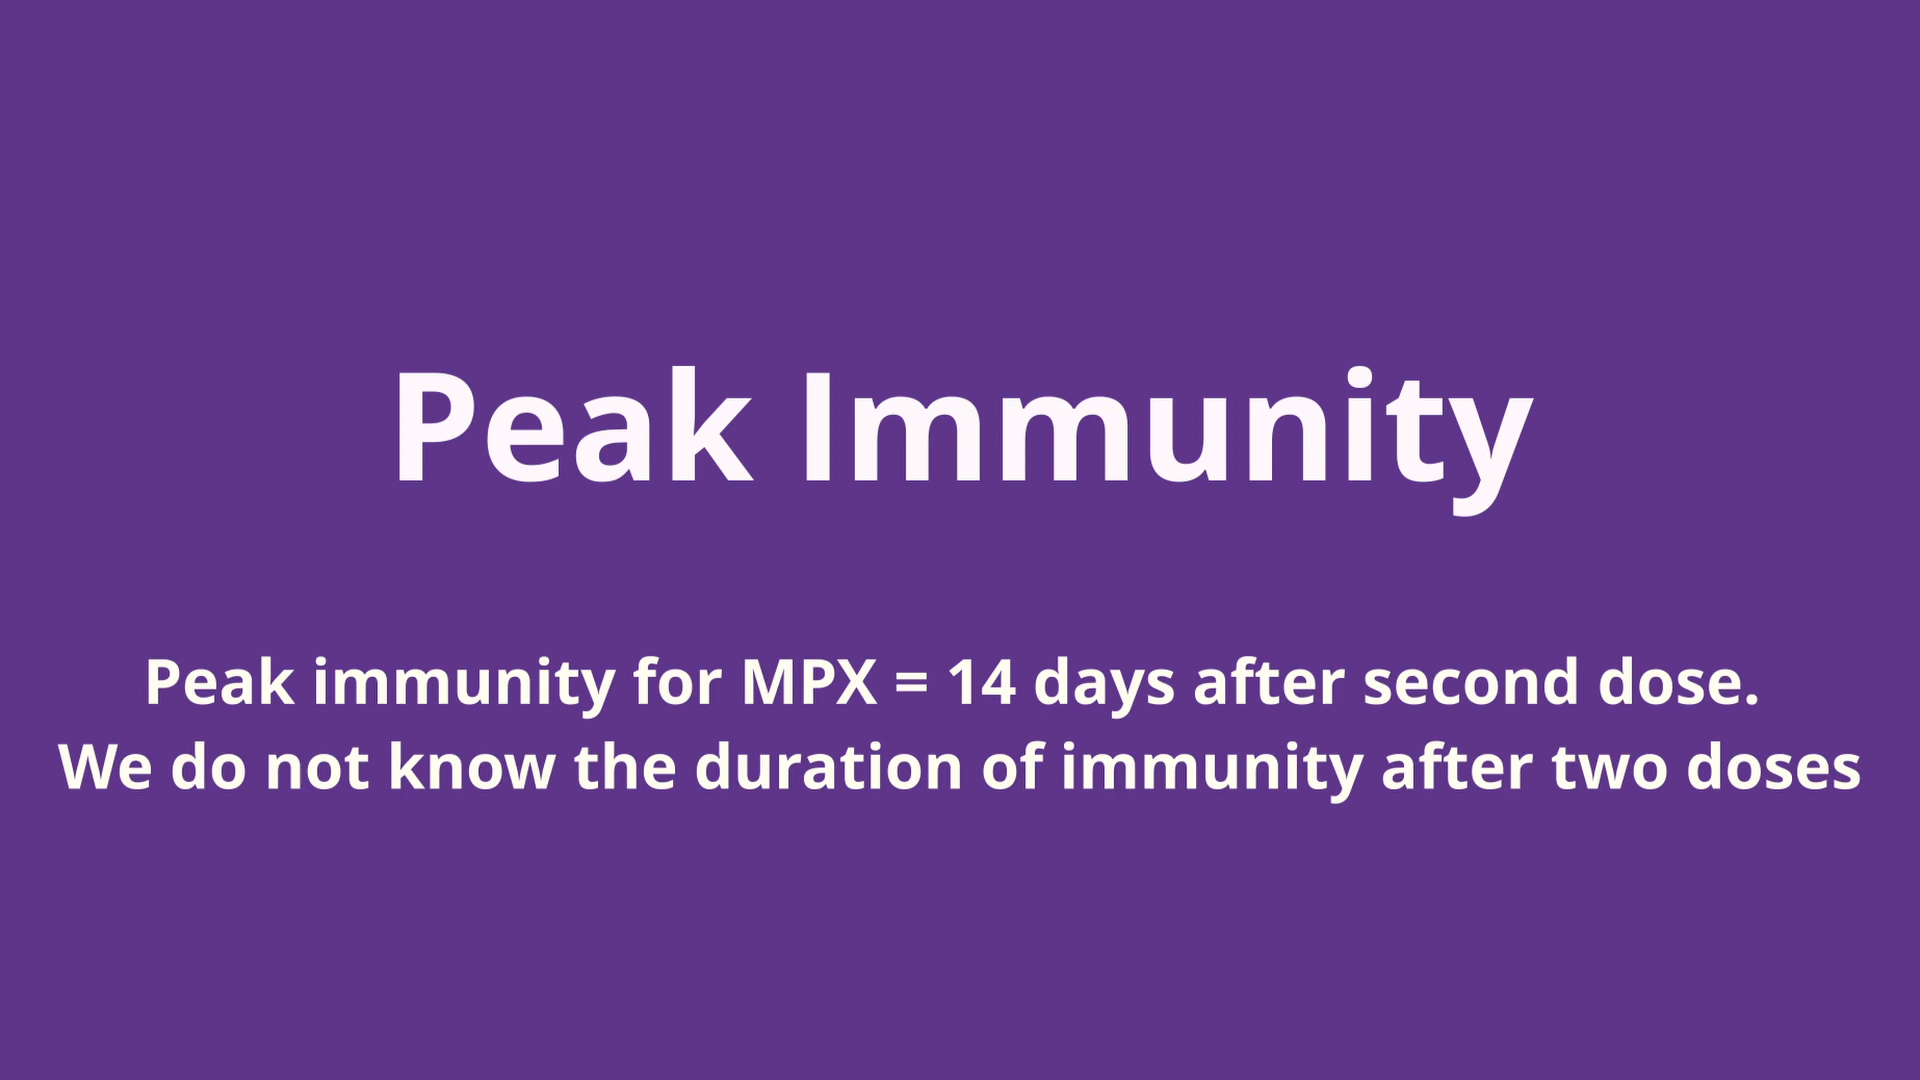 Peak Immunity
Peak immunity for MPX = 14 days after second dose.
We do not know the duration of immunity after two doses